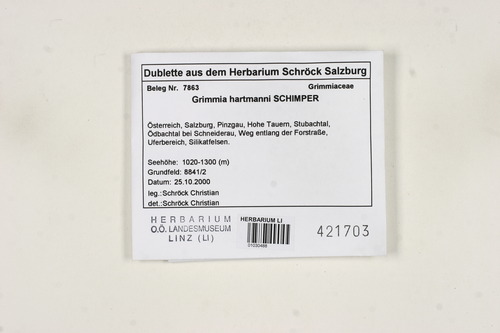 Dublette aus dem Herbarium Schröck Salzburg
Beleg Nr. 7863 Grimmiaceae
Grimmia hartmanni SCHIMPER
Österreich, Salzburg, Pinzgau, Hohe Tauern, Stubachtal,
Ödbachtal bei Schneiderau, Weg entlang der Forstraße,
Uferbereich, Silikatfelsen.
Seehöhe: 1020-1300 (m)
Grundfeld: 8841/2
Datum: 25.10.2000
leg.:Schröck Christian
det.:Schröck Christian
HERBARIUM
O.Ö. LANDESMUSEUM
LINZ (LI)
HERBARIUM LI
421703